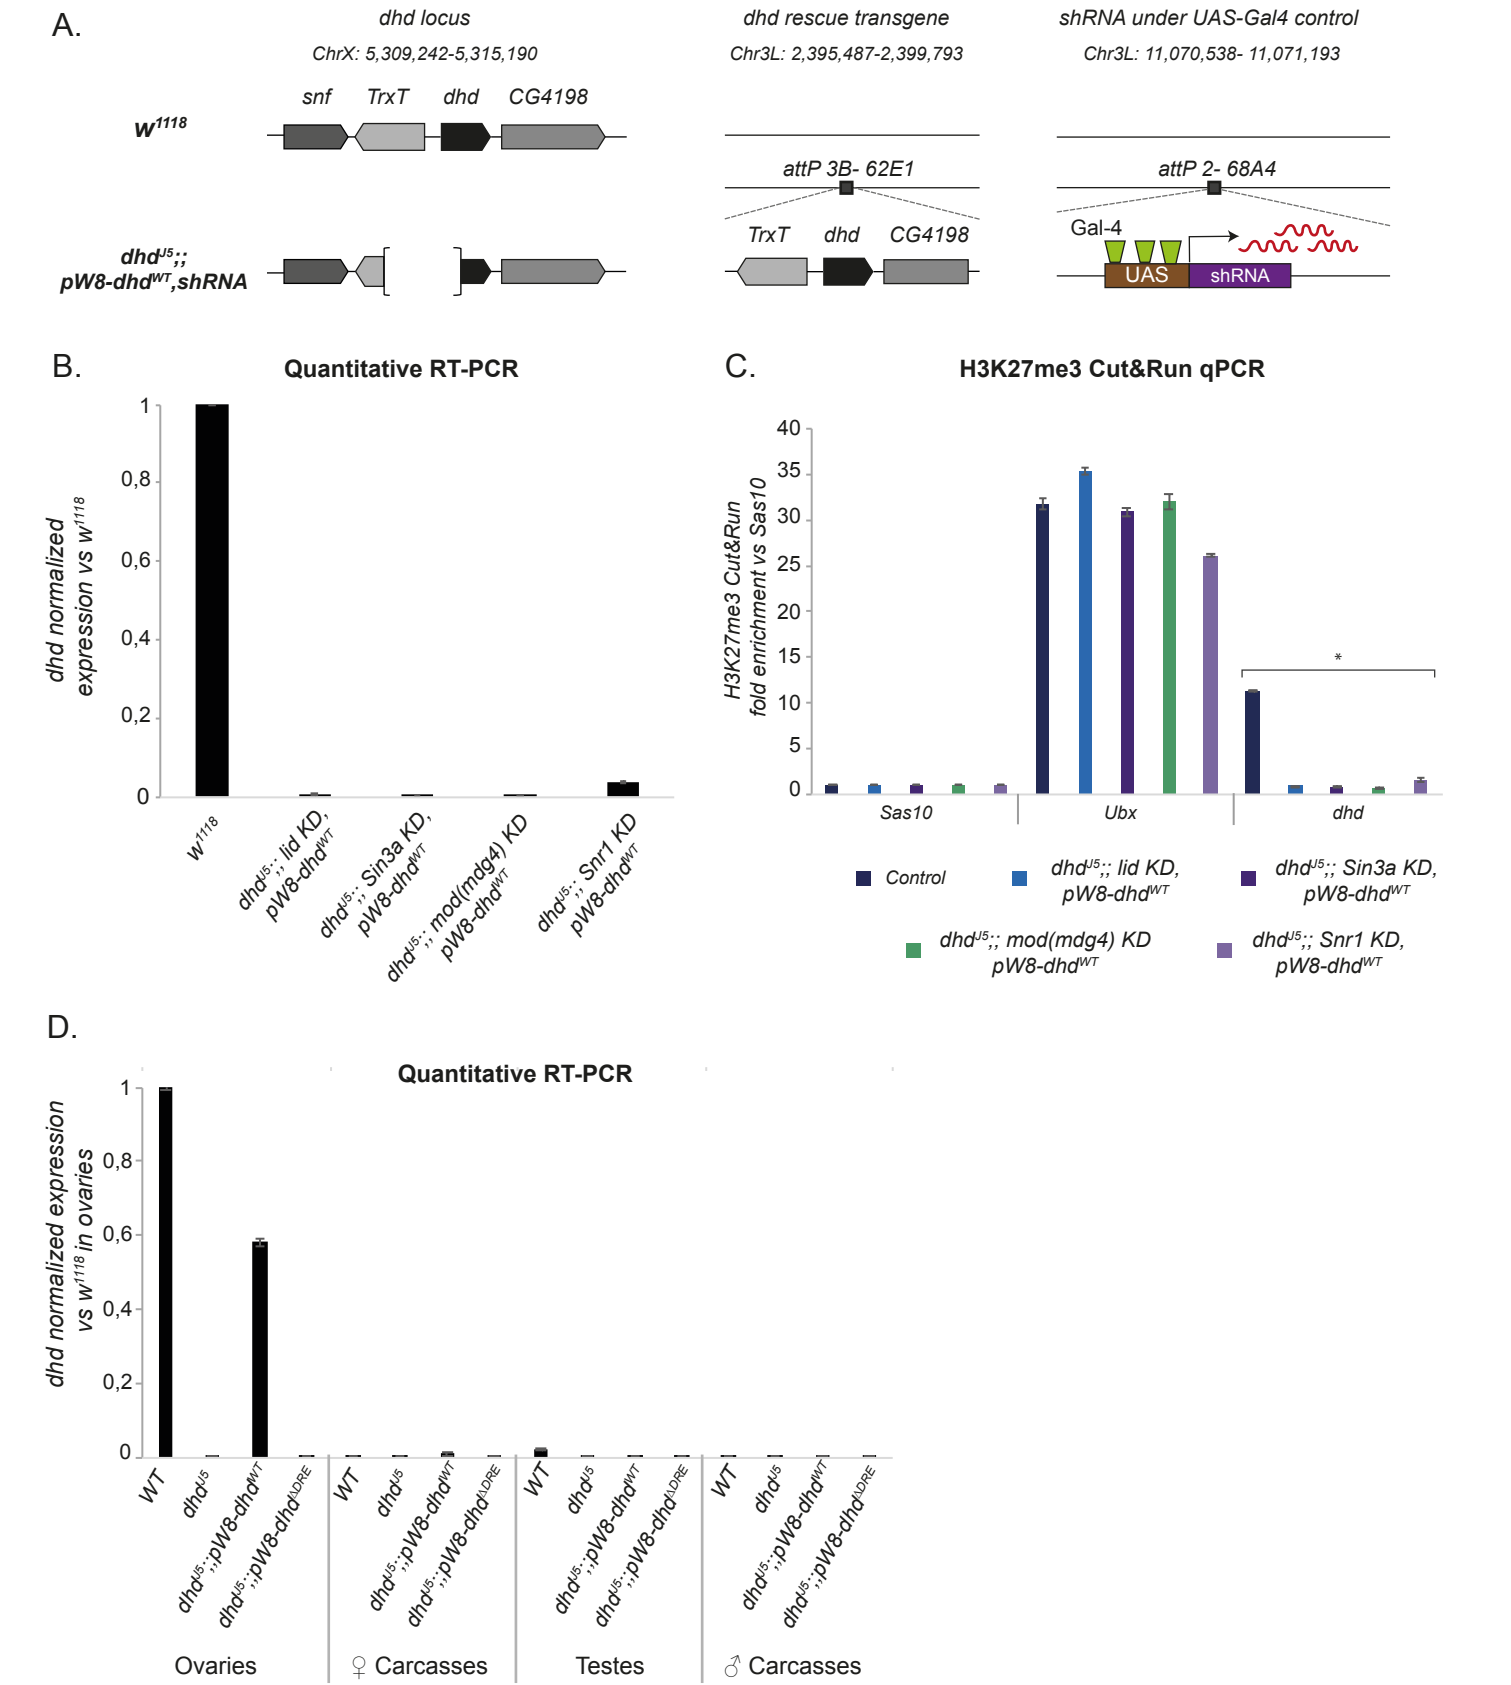 A.
dhd locus
ChrX: 5,309,242-5,315,190
dhd rescue transgene
Chr3L: 2,395,487-2,399,793
shRNA under UAS-Gal4 control
Chr3L: 11,070,538- 11,071,193
w1118
snf TrxT dhd CG4198
attP 3B- 62E1
attP 2- 68A4
dhdJ5;;
pW8-dhdWT,shRNA
TrxT dhd CG4198
Gal-4
UAS shRNA
B.
Quantitative RT-PCR
dhd normalized
expression vs w1118
1
0,8
0,6
0,4
0,2
0
w1118
dhdJ5;; lid KD,
pW8-dhdWT
dhdJ5;; Sin3a KD,
pW8-dhdWT
dhdJ5;; mod(mdg4) KD
pW8-dhdWT
dhdJ5;; Snr1 KD
pW8-dhdWT
C.
H3K27me3 Cut&Run qPCR
H3K27me3 Cut&Run
fold enrichment vs Sas10
40
35
30
25
20
15
10
5
0
*
Sas10 Ubx dhd
Control
dhdJ5;; lid KD,
pW8-dhdWT
dhdJ5;; Sin3a KD,
pW8-dhdWT
dhdJ5;; mod(mdg4) KD
pW8-dhdWT
dhdJ5;; Snr1 KD,
pW8-dhdWT
D.
Quantitative RT-PCR
dhd normalized expression
vs w1118 in ovaries
1
0,8
0,6
0,4
0,2
0
WT
dhdJ5
dhdJ5;;pW8-dhdWT
dhdJ5;;pW8-dhdΔDRE
WT
dhdJ5
dhdJ5;;pW8-dhdWT
dhdJ5;;pW8-dhdΔDRE
WT
dhdJ5
dhdJ5;;pW8-dhdWT
dhdJ5;;pW8-dhdΔDRE
WT
dhdJ5
dhdJ5;;pW8-dhdWT
dhdJ5;;pW8-dhdΔDRE
Ovaries
♀ Carcasses
Testes
♂ Carcasses